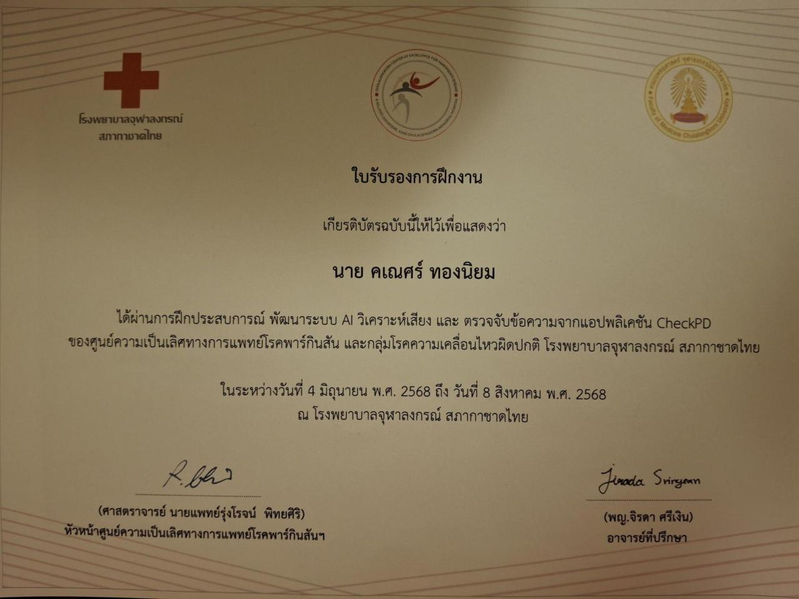 โรงพยาบาลจุฬาลงกรณ์
สภากาชาดไทย
ใบรับรองการฝึกงาน
เกียรติบัตรฉบับนี้ให้ไว้เพื่อแสดงว่า
นาย คเณศร์ ทองนิยม
ได้ผ่านการฝึกประสบการณ์ พัฒนาระบบ AI วิเคราะห์เสียง และ ตรวจจับข้อความจากแอปพลิเคชัน CheckPD
ของศูนย์ความเป็นเลิศทางการแพทย์โรคพาร์กินสัน และกลุ่มโรคความเคลื่อนไหวผิดปกติ โรงพยาบาลจุฬาลงกรณ์ สภากาชาดไทย
ในระหว่างวันที่ 4 มิถุนายน พ.ศ. 2568 ถึง วันที่ 8 สิงหาคม พ.ศ. 2568
ณ โรงพยาบาลจุฬาลงกรณ์ สภากาชาดไทย
Jirada Sringean
(ศาสตราจารย์ นายแพทย์รุ่งโรจน์ พิทยศิริ)
หัวหน้าศูนย์ความเป็นเลิศทางการแพทย์โรคพาร์กินสันฯ
(พญ.จิรดา ศรีเงิน)
อาจารย์ที่ปรึกษา